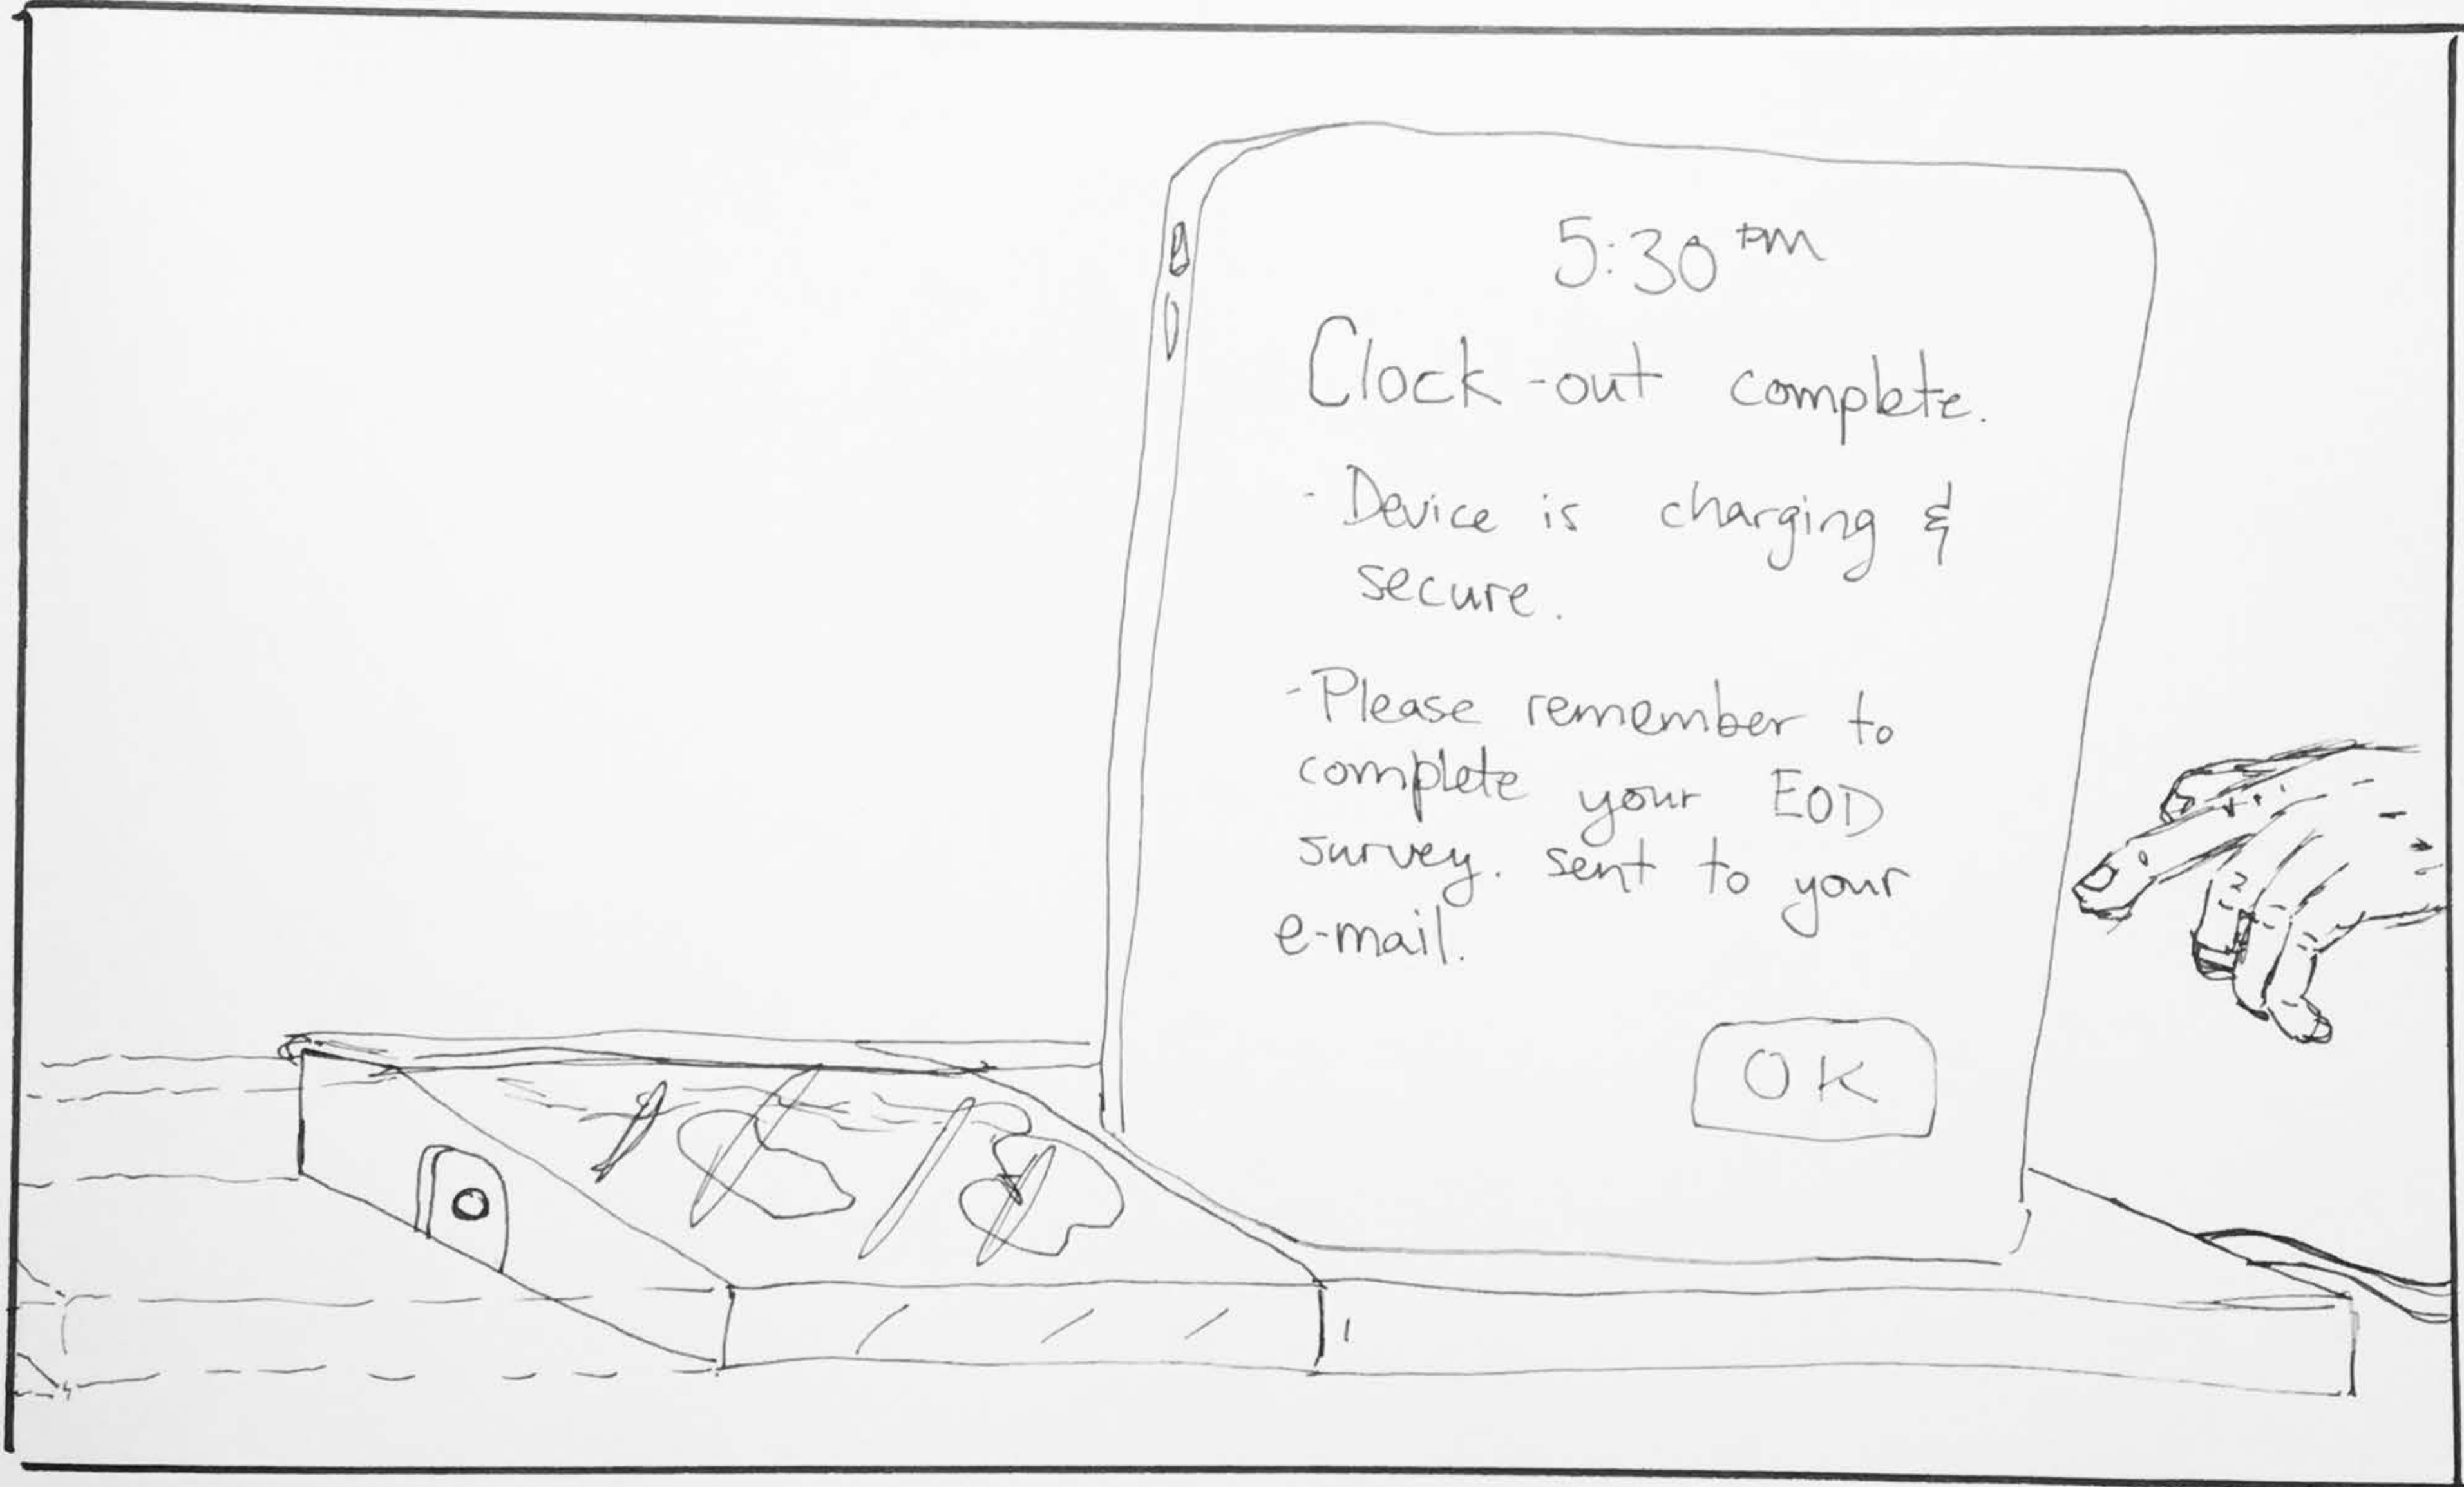 5:30 PM
Clock-out complete.
- Device is charging &
secure.
- Please remember to
complete your EOD
survey. sent to your
e-mail.
OK